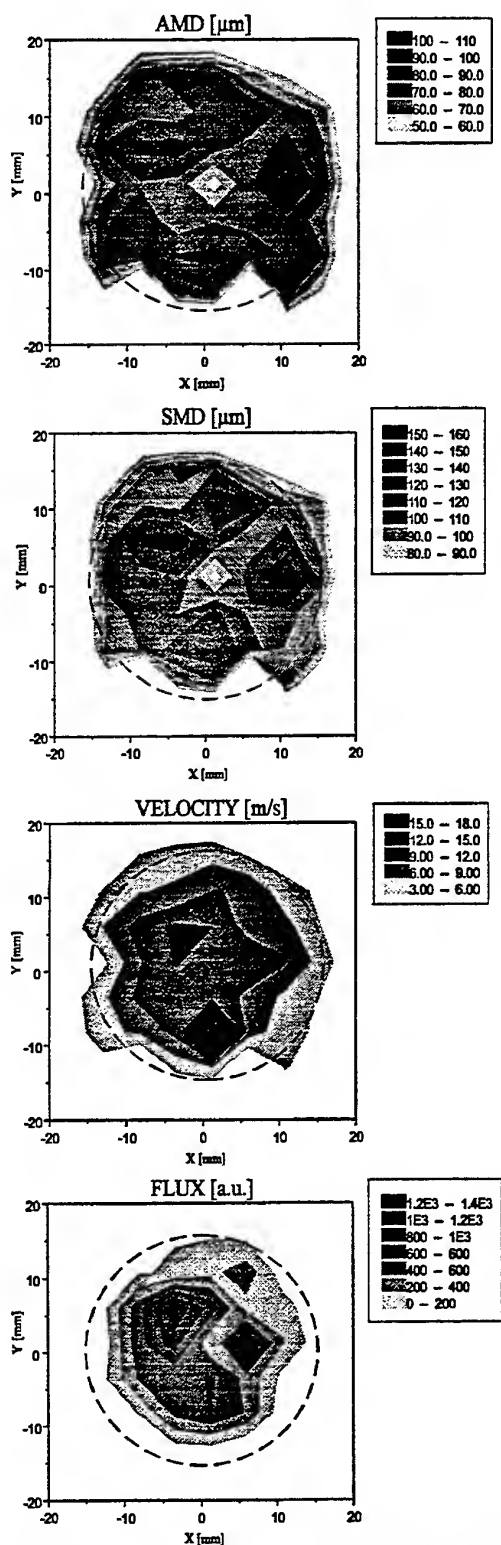 AMD [µm]
20
10
0
-10
-20
Y [mm]
-20 -10 0 10 20
X [mm]
100 – 110
90.0 – 100
80.0 – 90.0
70.0 – 80.0
60.0 – 70.0
50.0 – 60.0
SMD [µm]
20
10
0
-10
-20
Y [mm]
-20 -10 0 10 20
X [mm]
150 – 160
140 – 150
130 – 140
120 – 130
110 – 120
100 – 110
90.0 – 100
80.0 – 90.0
VELOCITY [m/s]
20
10
0
-10
-20
Y [mm]
-20 -10 0 10 20
X [mm]
15.0 – 18.0
12.0 – 15.0
9.00 – 12.0
6.00 – 9.00
3.00 – 6.00
FLUX [a.u.]
20
10
0
-10
-20
Y [mm]
-20 -10 0 10 20
X [mm]
1.2E3 – 1.4E3
1E3 – 1.2E3
800 – 1E3
600 – 600
400 – 600
200 – 400
0 – 200